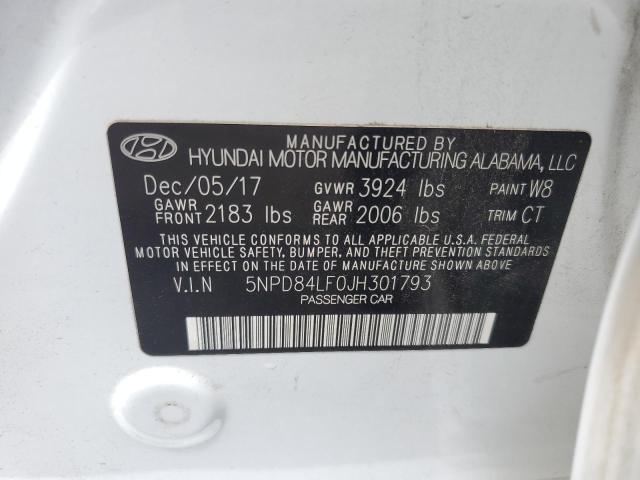 MANUFACTURED BY
HYUNDAI MOTOR MANUFACTURING ALABAMA, LLC
Dec/05/17 GVWR 3924 lbs PAINT W8
GAWR FRONT 2183 lbs GAWR REAR 2006 lbs TRIM CT
THIS VEHICLE CONFORMS TO ALL APPLICABLE U.S.A. FEDERAL
MOTOR VEHICLE SAFETY, BUMPER, AND THEFT PREVENTION STANDARDS
IN EFFECT ON THE DATE OF MANUFACTURE SHOWN ABOVE.
V.I.N 5NPD84LF0JH301793
PASSENGER CAR